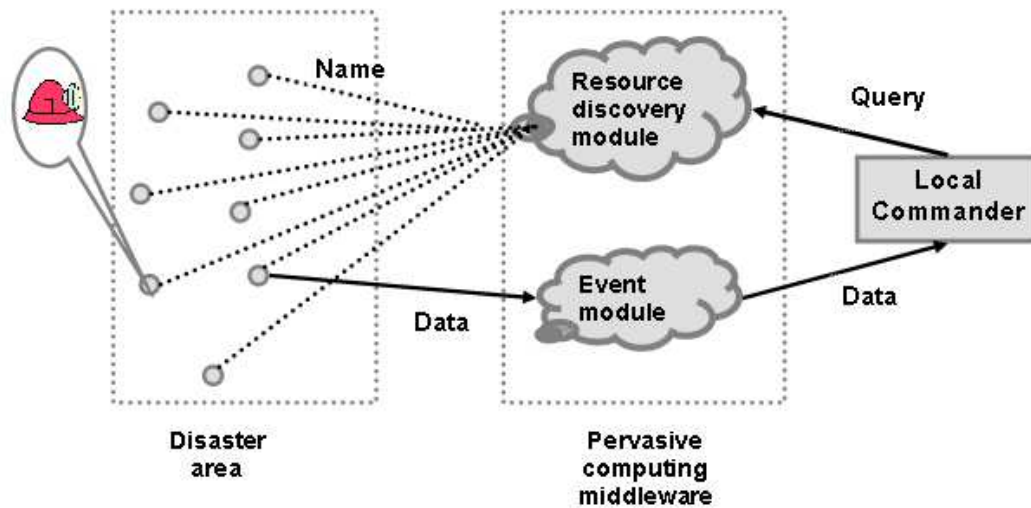 Name
Resource
discovery
module
Query
Local
Commander
Event
module
Data
Data
Disaster
area
Pervasive
computing
middleware